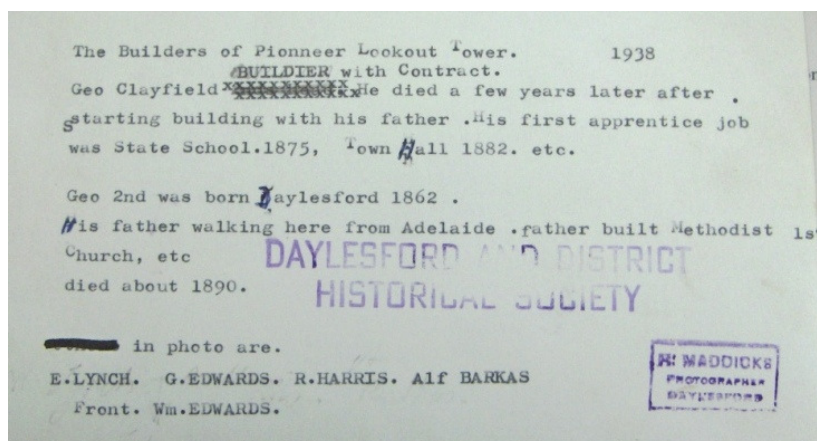 The Builders of Pionneer Lookout Tower. 1938
BUILDIER with Contract.
Geo Clayfield He died a few years later after .
starting building with his father .His first apprentice job
was State School.1875, Town Hall 1882. etc.
Geo 2nd was born Daylesford 1862 .
His father walking here from Adelaide .father built Methodist 1s
Church, etc
died about 1890.
DAYLESFORD AND DISTRICT
HISTORICAL SOCIETY
in photo are.
E.LYNCH. G.EDWARDS. R.HARRIS. Alf BARKAS
Front. Wm.EDWARDS.
H. MADDICKS
PHOTOGRAPHER
DAYLESFORD